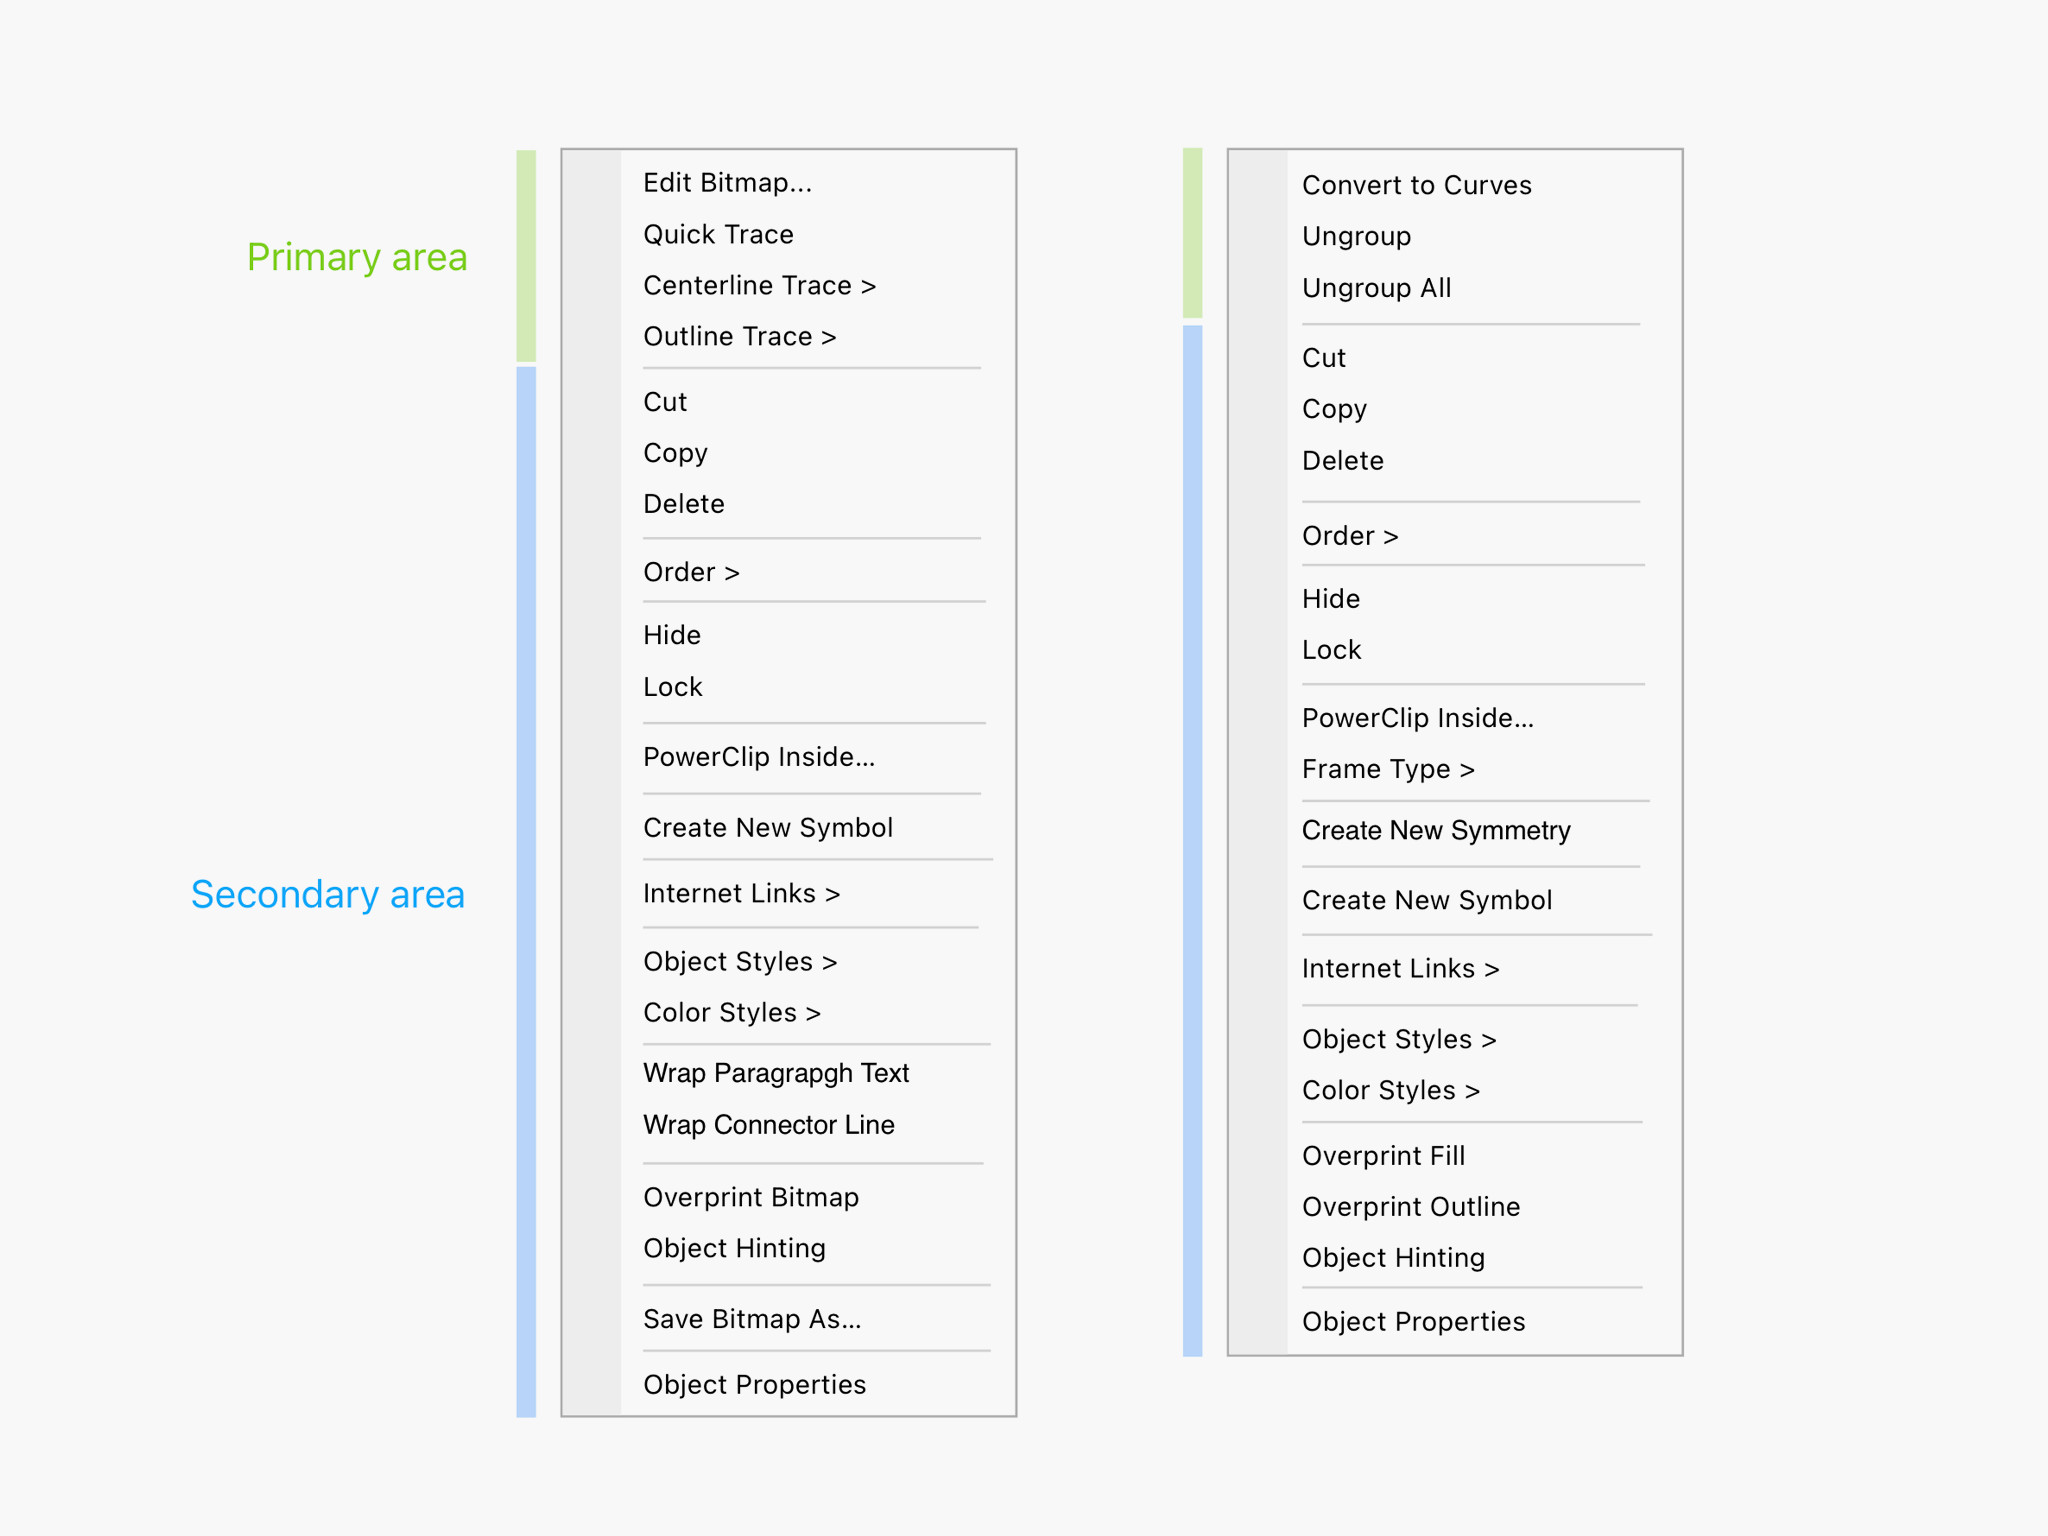 Primary area
Secondary area
Edit Bitmap...
Quick Trace
Centerline Trace >
Outline Trace >
Cut
Copy
Delete
Order >
Hide
Lock
PowerClip Inside...
Create New Symbol
Internet Links >
Object Styles >
Color Styles >
Wrap Paragrapgh Text
Wrap Connector Line
Overprint Bitmap
Object Hinting
Save Bitmap As...
Object Properties
Convert to Curves
Ungroup
Ungroup All
Cut
Copy
Delete
Order >
Hide
Lock
PowerClip Inside...
Frame Type >
Create New Symmetry
Create New Symbol
Internet Links >
Object Styles >
Color Styles >
Overprint Fill
Overprint Outline
Object Hinting
Object Properties